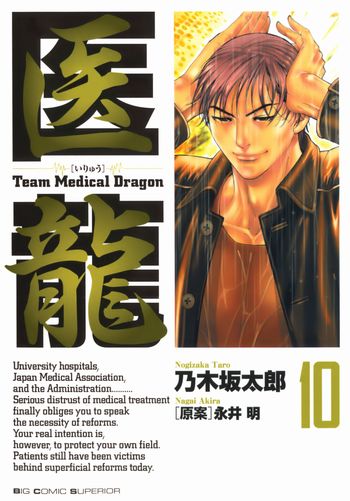 医
[いりゅう]
Team Medical Dragon
龍
University hospitals,
Japan Medical Association,
and the Administration..........
Serious distrust of medical treatment
finally obliges you to speak
the necessity of reforms.
Your real intention is,
however, to protect your own field.
Patients still have been victims
behind superficial reforms today.
Nogizaka Taro
乃木坂太郎
Nagai Akira
[原案]永井 明
10
BIG COMIC SUPERIOR